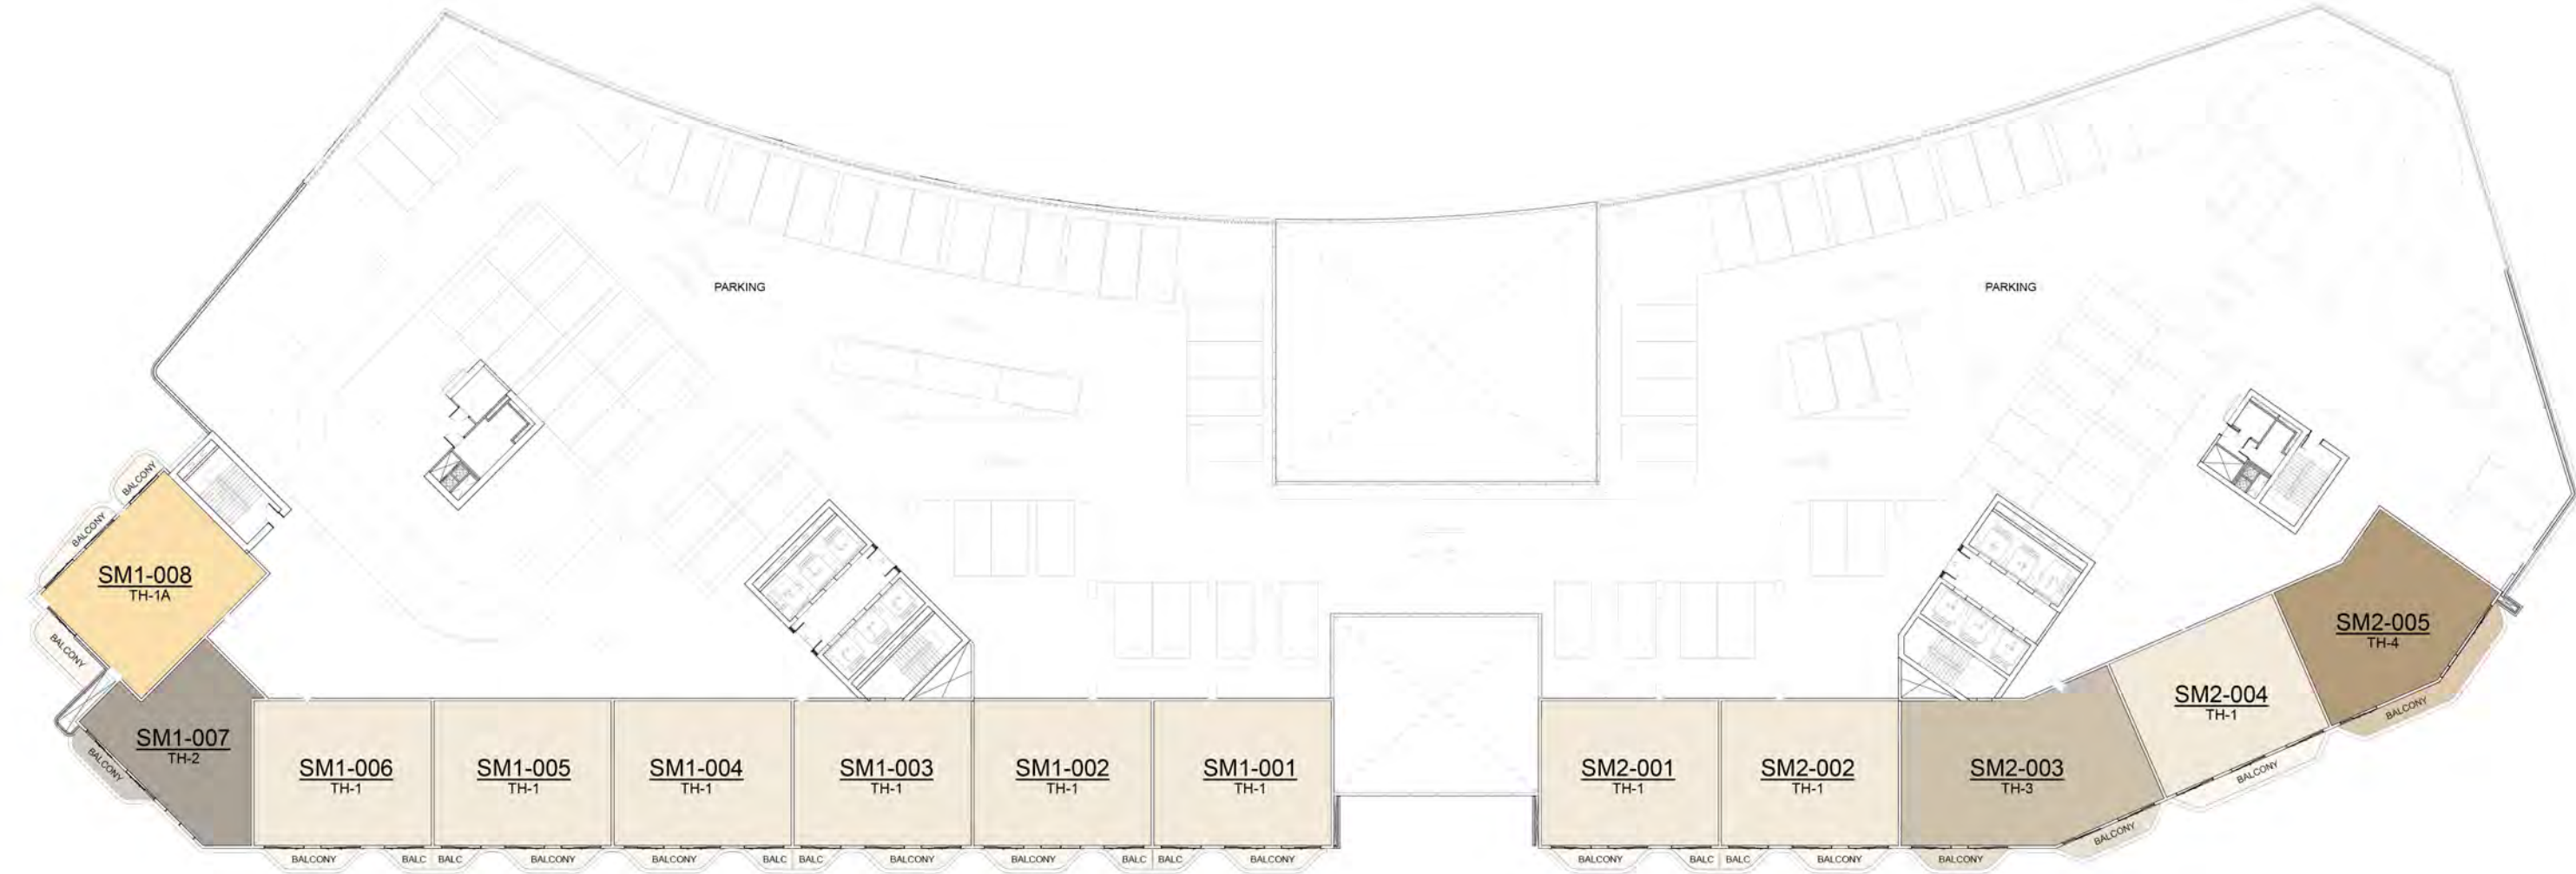 PARKING
PARKING
BALCONY
BALCONY
SM1-008
TH-1A
BALCONY
SM2-005
TH-4
SM2-004
TH-1
BALCONY
SM1-007
TH-2
BALCONY
SM1-006
TH-1
SM1-005
TH-1
SM1-004
TH-1
SM1-003
TH-1
SM1-002
TH-1
SM1-001
TH-1
SM2-001
TH-1
SM2-002
TH-1
SM2-003
TH-3
BALCONY
BALCONY
BALCONY
BALC
BALC
BALCONY
BALCONY
BALC
BALC
BALCONY
BALCONY
BALC
BALC
BALCONY
BALCONY
BALC
BALC
BALCONY
BALCONY